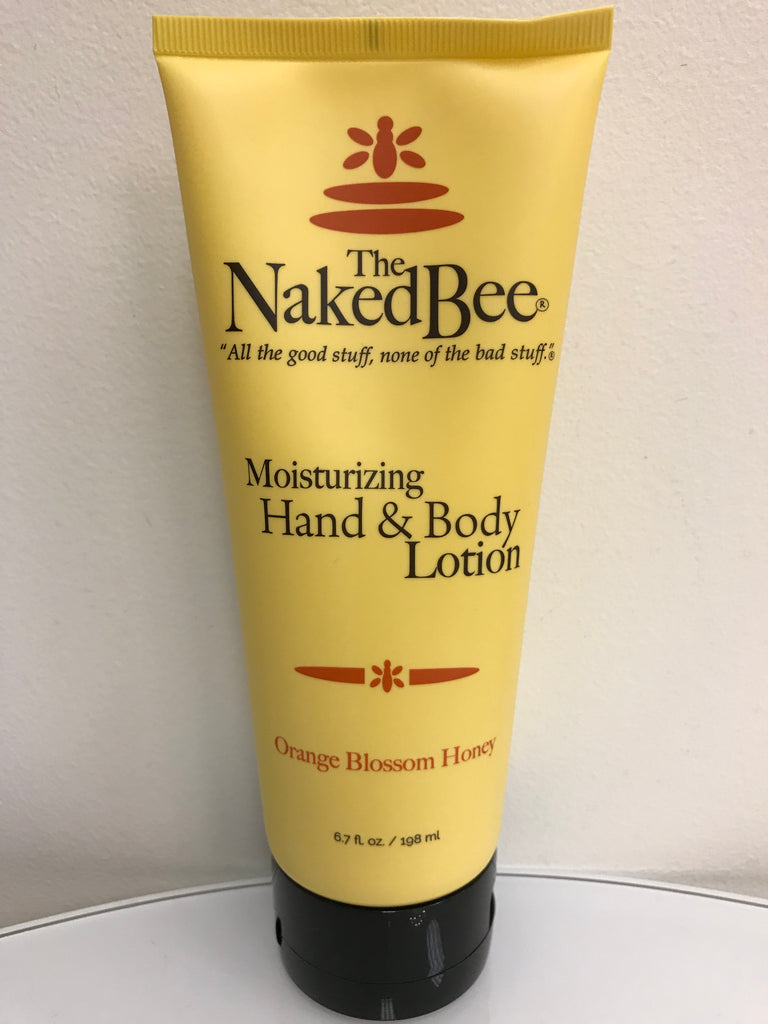 The
NakedBee®
"All the good stuff, none of the bad stuff."®
Moisturizing
Hand & Body
Lotion
Orange Blossom Honey
6.7 fl. oz. / 198 ml